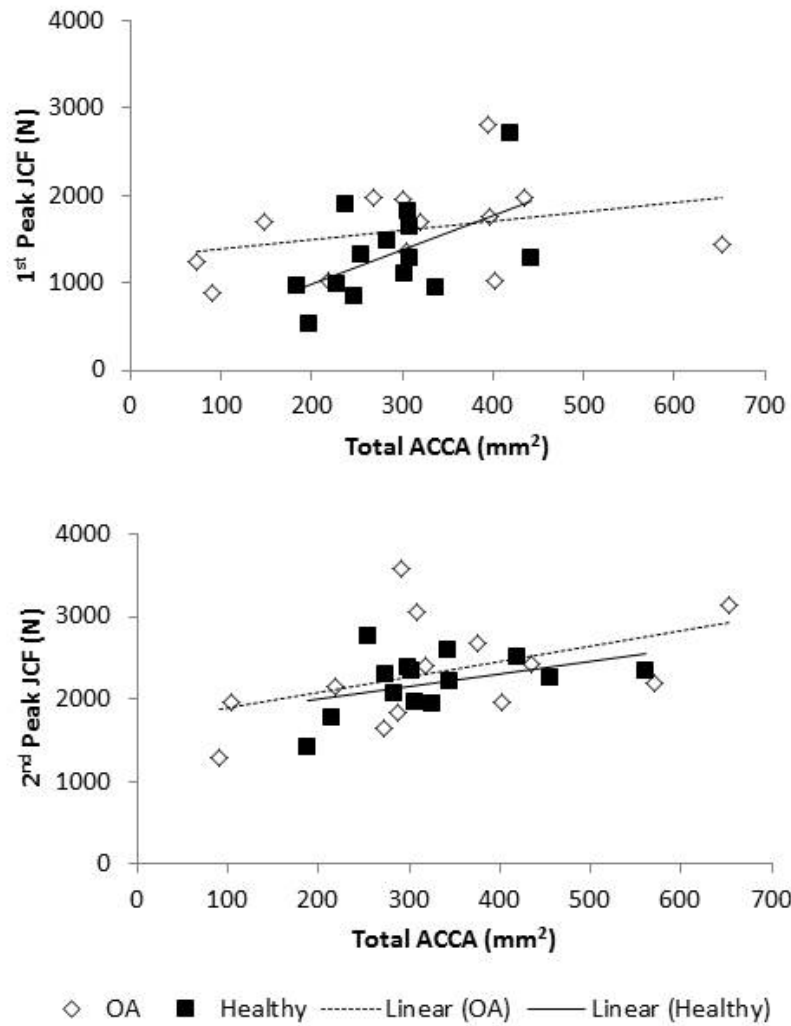 4000
3000
2000
1000
0
1st Peak JCF (N)
0 100 200 300 400 500 600 700
Total ACCA (mm²)
4000
3000
2000
1000
0
2nd Peak JCF (N)
0 100 200 300 400 500 600 700
Total ACCA (mm²)
OA Healthy Linear (OA) Linear (Healthy)